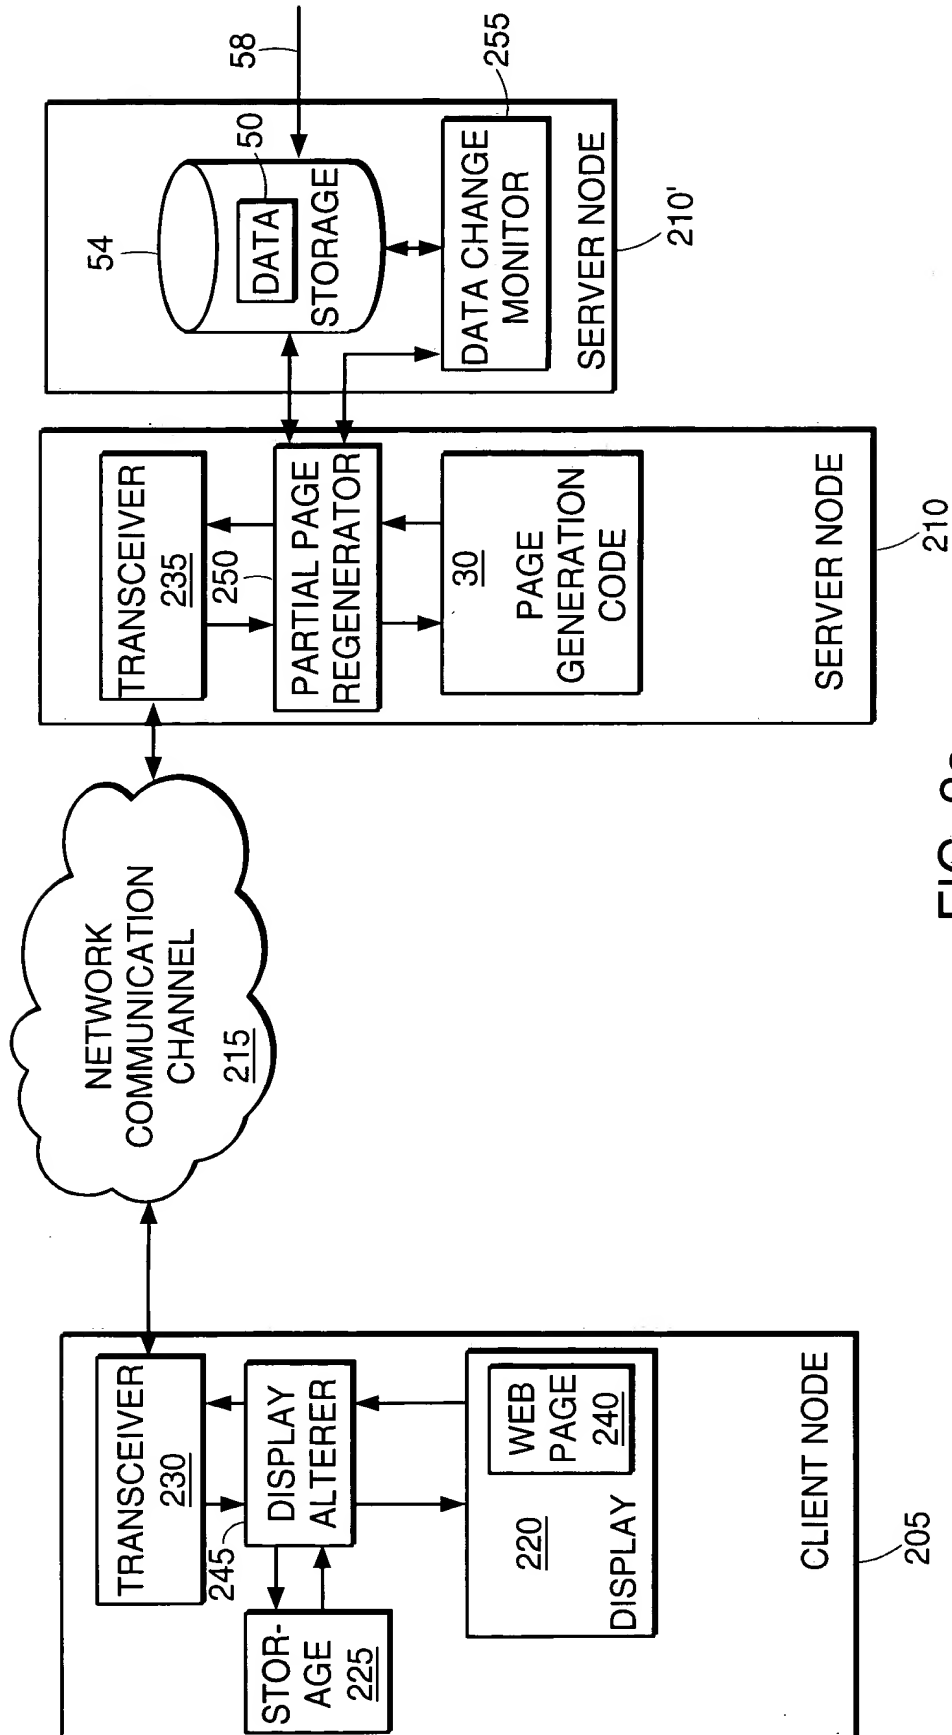 TRANSCEIVER
230
245
DISPLAY
ALTERER
STOR-
AGE
225
WEB
PAGE
240
220
DISPLAY
CLIENT NODE
205
NETWORK
COMMUNICATION
CHANNEL
215
TRANSCEIVER
235
250
PARTIAL PAGE
REGENERATOR
30
PAGE
GENERATION
CODE
SERVER NODE
210
54
58
50
DATA
STORAGE
255
DATA CHANGE
MONITOR
SERVER NODE
210'
FIG.